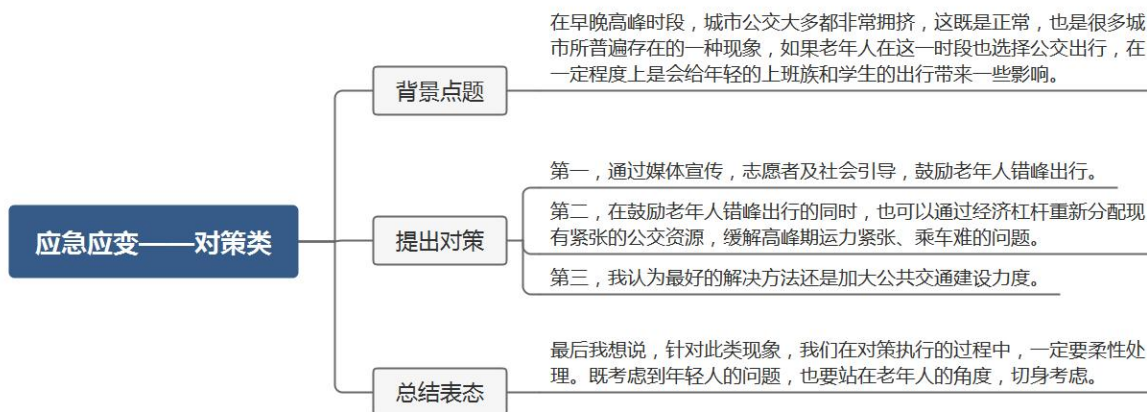 应急应变——对策类
背景点题
在早晚高峰时段，城市公交大多都非常拥挤，这既是正常，也是很多城
市所普遍存在的一种现象，如果老年人在这一时段也选择公交出行，在
一定程度上是会给年轻的上班族和学生的出行带来一些影响。
提出对策
第一，通过媒体宣传，志愿者及社会引导，鼓励老年人错峰出行。
第二，在鼓励老年人错峰出行的同时，也可以通过经济杠杆重新分配现
有紧张的公交资源，缓解高峰期运力紧张、乘车难的问题。
第三，我认为最好的解决方法还是加大公共交通建设力度。
总结表态
最后我想说，针对此类现象，我们在对策执行的过程中，一定要柔性处
理。既考虑到年轻人的问题，也要站在老年人的角度，切身考虑。